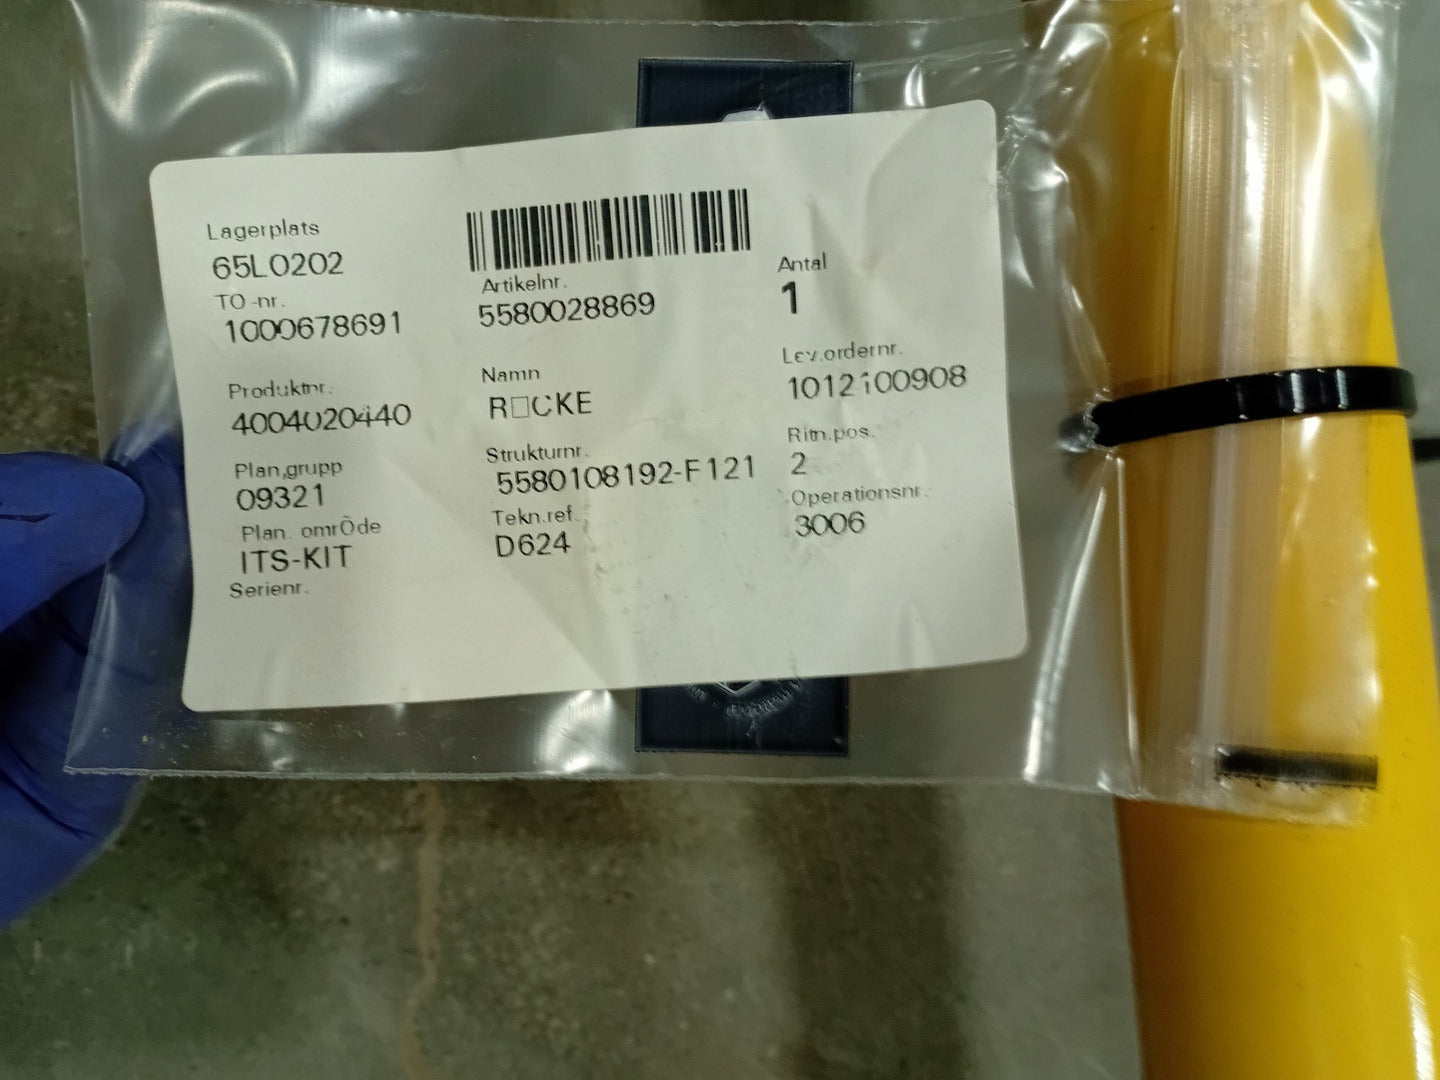 Lagerplats
65L0202
TO-nr.
1000678691
Produktnr.
4004020440
Plan.grupp
09321
Plan. omrÕde
ITS-KIT
Serienr.
Artikelnr.
5580028869
Namn
R□CKE
Strukturnr.
5580108192-F121
Tekn.ref.
D624
Antal
1
Lev.ordernr.
1012100908
Ritn.pos.
2
Operationsnr.
3006